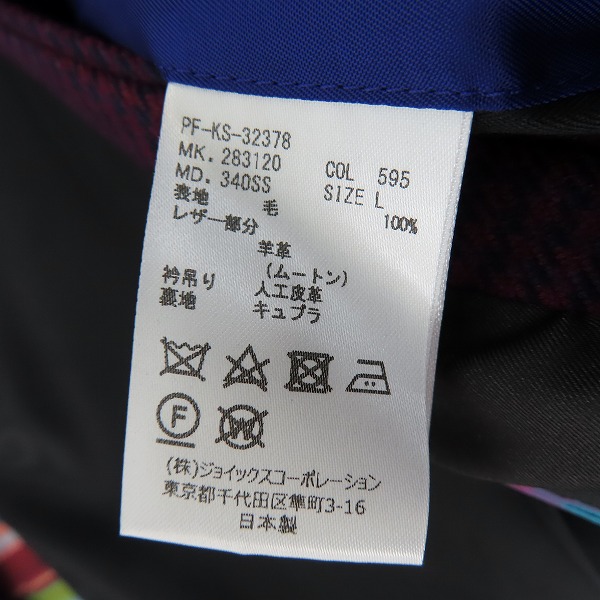 PF-KS-32378
MK. 283120 COL 595
MD. 340SS SIZE L
表地 毛 100%
レザー部分
羊革
(ムートン)
衿吊り 人工皮革
裏地 キュプラ
F
W
(株)ジョイックスコーポレーション
東京都千代田区隼町3-16
日本製